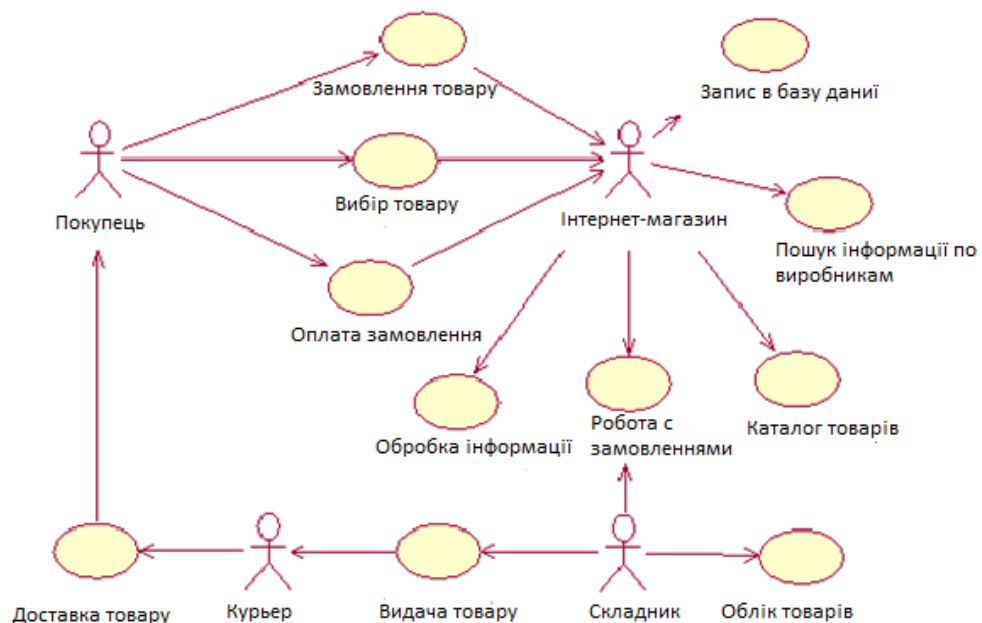 Замовлення товару
Запис в базу даниї
Покупець
Вибір товару
Інтернет-магазин
Пошук інформації по
виробникам
Оплата замовлення
Обробка інформації
Робота с
замовленнями
Каталог товарів
Доставка товару
Курьер
Видача товару
Складник
Облік товарів